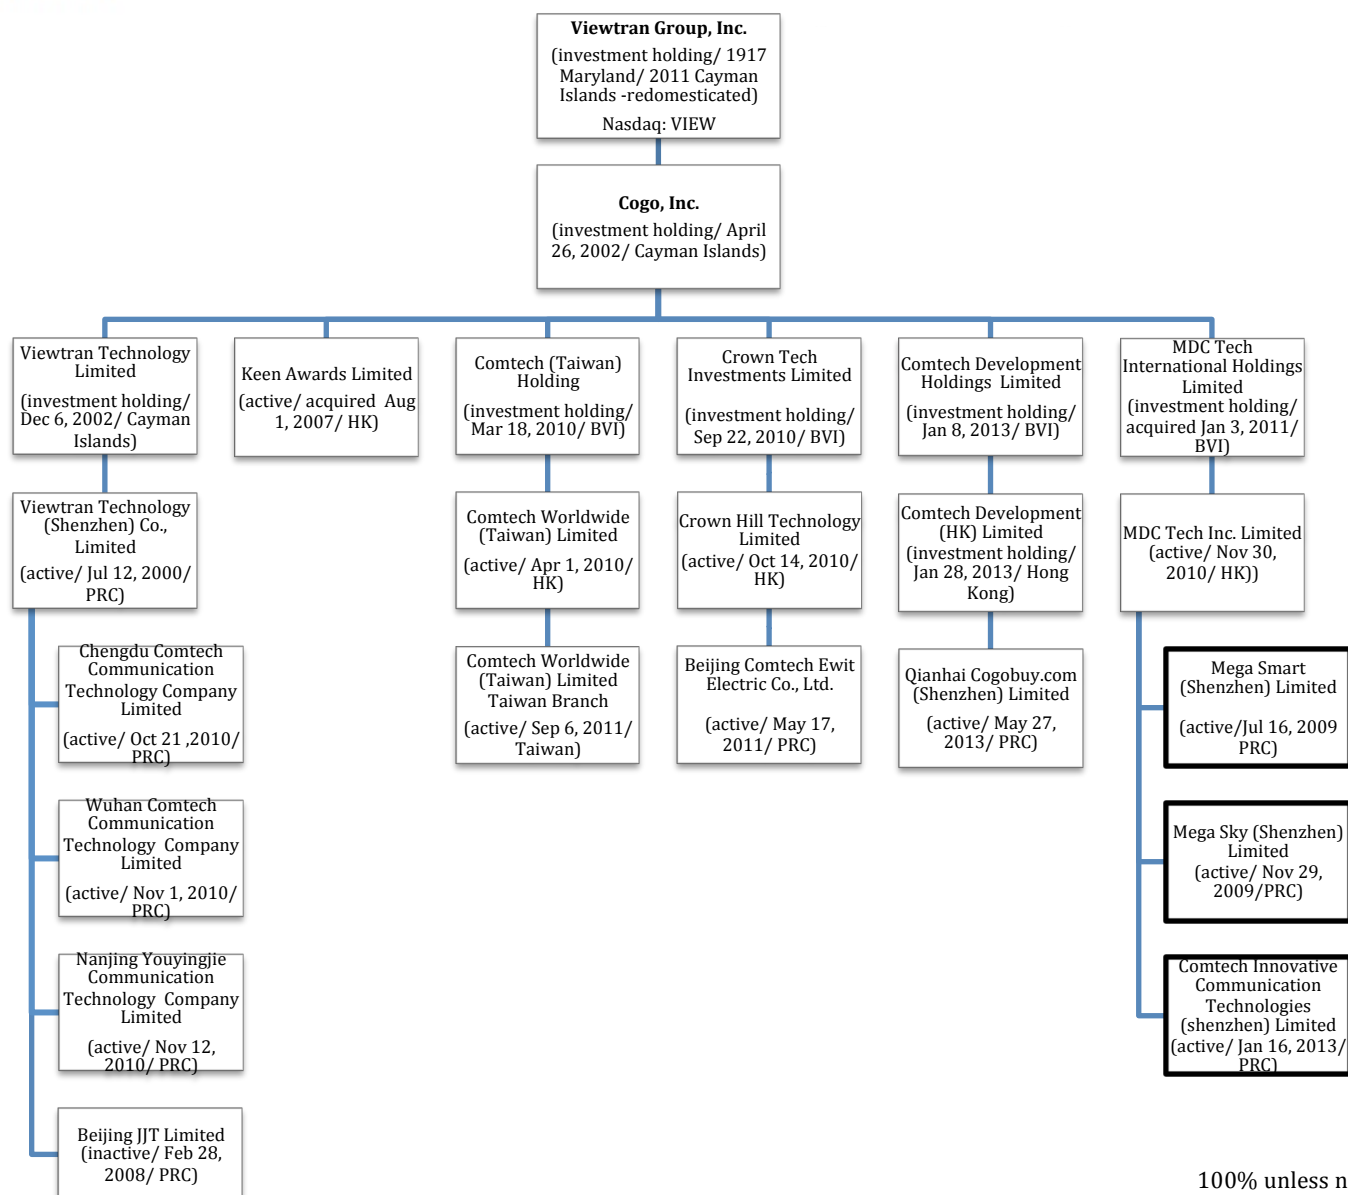 Viewtran Group, Inc.
(investment holding/ 1917
Maryland/ 2011 Cayman
Islands -redomesticated)
Nasdaq: VIEW
Cogo, Inc.
(investment holding/ April
26, 2002/ Cayman Islands)
Viewtran Technology
Limited
(investment holding/
Dec 6, 2002/ Cayman
Islands)
Keen Awards Limited
(active/ acquired Aug
1, 2007/ HK)
Comtech (Taiwan)
Holding
(investment holding/
Mar 18, 2010/ BVI)
Crown Tech
Investments Limited
(investment holding/
Sep 22, 2010/ BVI)
Comtech Development
Holdings Limited
(investment holding/
Jan 8, 2013/ BVI)
MDC Tech
International Holdings
Limited
(investment holding/
acquired Jan 3, 2011/
BVI)
Viewtran Technology
(Shenzhen) Co.,
Limited
(active/ Jul 12, 2000/
PRC)
Comtech Worldwide
(Taiwan) Limited
(active/ Apr 1, 2010/
HK)
Crown Hill Technology
Limited
(active/ Oct 14, 2010/
HK)
Comtech Development
(HK) Limited
(investment holding/
Jan 28, 2013/ Hong
Kong)
MDC Tech Inc. Limited
(active/ Nov 30,
2010/ HK))
Chengdu Comtech
Communication
Technology Company
Limited
(active/ Oct 21 ,2010/
PRC)
Comtech Worldwide
(Taiwan) Limited
Taiwan Branch
(active/ Sep 6, 2011/
Taiwan)
Beijing Comtech Ewit
Electric Co., Ltd.
(active/ May 17,
2011/ PRC)
Qianhai Cogobuy.com
(Shenzhen) Limited
(active/ May 27,
2013/ PRC)
Mega Smart
(Shenzhen) Limited
(active/Jul 16, 2009
PRC)
Wuhan Comtech
Communication
Technology Company
Limited
(active/ Nov 1, 2010/
PRC)
Mega Sky (Shenzhen)
Limited
(active/ Nov 29,
2009/PRC)
Nanjing Youyingjie
Communication
Technology Company
Limited
(active/ Nov 12,
2010/ PRC)
Comtech Innovative
Communication
Technologies
(shenzhen) Limited
(active/ Jan 16, 2013/
PRC)
Beijing JJT Limited
(inactive/ Feb 28,
2008/ PRC)
100% unless n